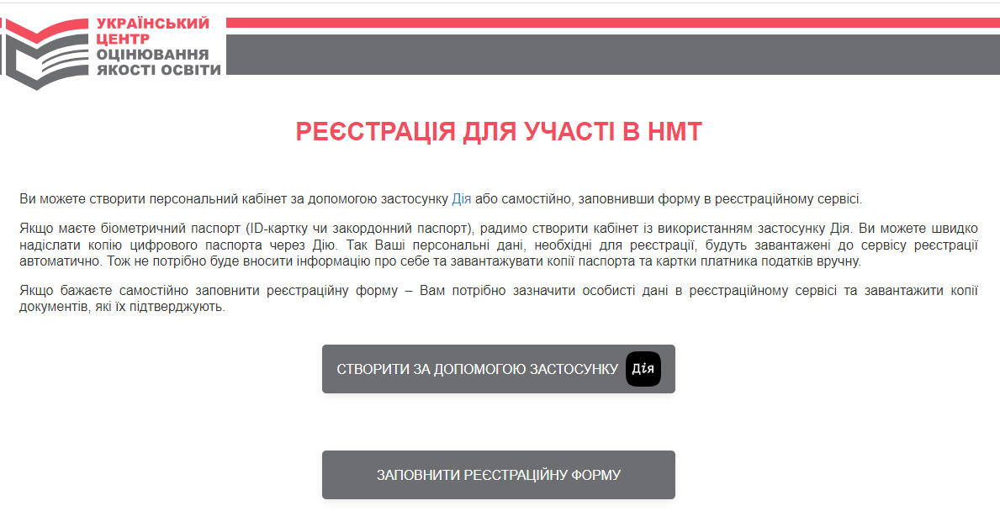 УКРАЇНСЬКИЙ
ЦЕНТР
ОЦІНЮВАННЯ
ЯКОСТІ ОСВІТИ
РЕЄСТРАЦІЯ ДЛЯ УЧАСТІ В НМТ
Ви можете створити персональний кабінет за допомогою застосунку Дія або самостійно, заповнивши форму в реєстраційному сервісі.
Якщо маєте біометричний паспорт (ID-картку чи закордонний паспорт), радимо створити кабінет із використанням застосунку Дія. Ви можете швидко
надіслати копію цифрового паспорта через Дію. Так Ваші персональні дані, необхідні для реєстрації, будуть завантажені до сервісу реєстрації
автоматично. Тож не потрібно буде вносити інформацію про себе та завантажувати копії паспорта та картки платника податків вручну.
Якщо бажаєте самостійно заповнити реєстраційну форму – Вам потрібно зазначити особисті дані в реєстраційному сервісі та завантажити копії
документів, які їх підтверджують.
СТВОРИТИ ЗА ДОПОМОГОЮ ЗАСТОСУНКУ Дія
ЗАПОВНИТИ РЕЄСТРАЦІЙНУ ФОРМУ